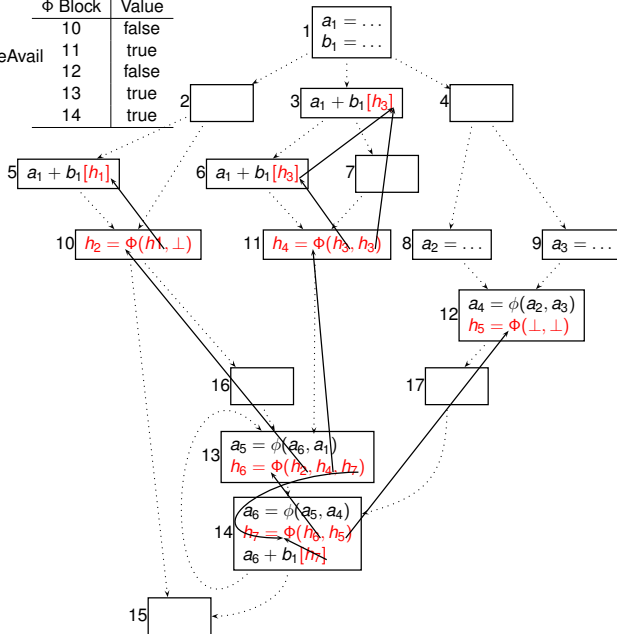 Φ Block Value
10 false
eAvail 11 true
12 false
13 true
14 true
1 a₁ = …
b₁ = …
2
3 a₁ + b₁[h₃]
4
5 a₁ + b₁[h₁]
6 a₁ + b₁[h₃]
7
10 h₂ = Φ(h1, ⊥)
11 h₄ = Φ(h₃, h₃)
8 a₂ = …
9 a₃ = …
12 a₄ = ϕ(a₂, a₃)
h₅ = Φ(⊥, ⊥)
16
17
13 a₅ = ϕ(a₆, a₁)
h₆ = Φ(h₂, h₄, h₇)
14 a₆ = ϕ(a₅, a₄)
h₇ = Φ(h₆, h₅)
a₆ + b₁[h₇]
15